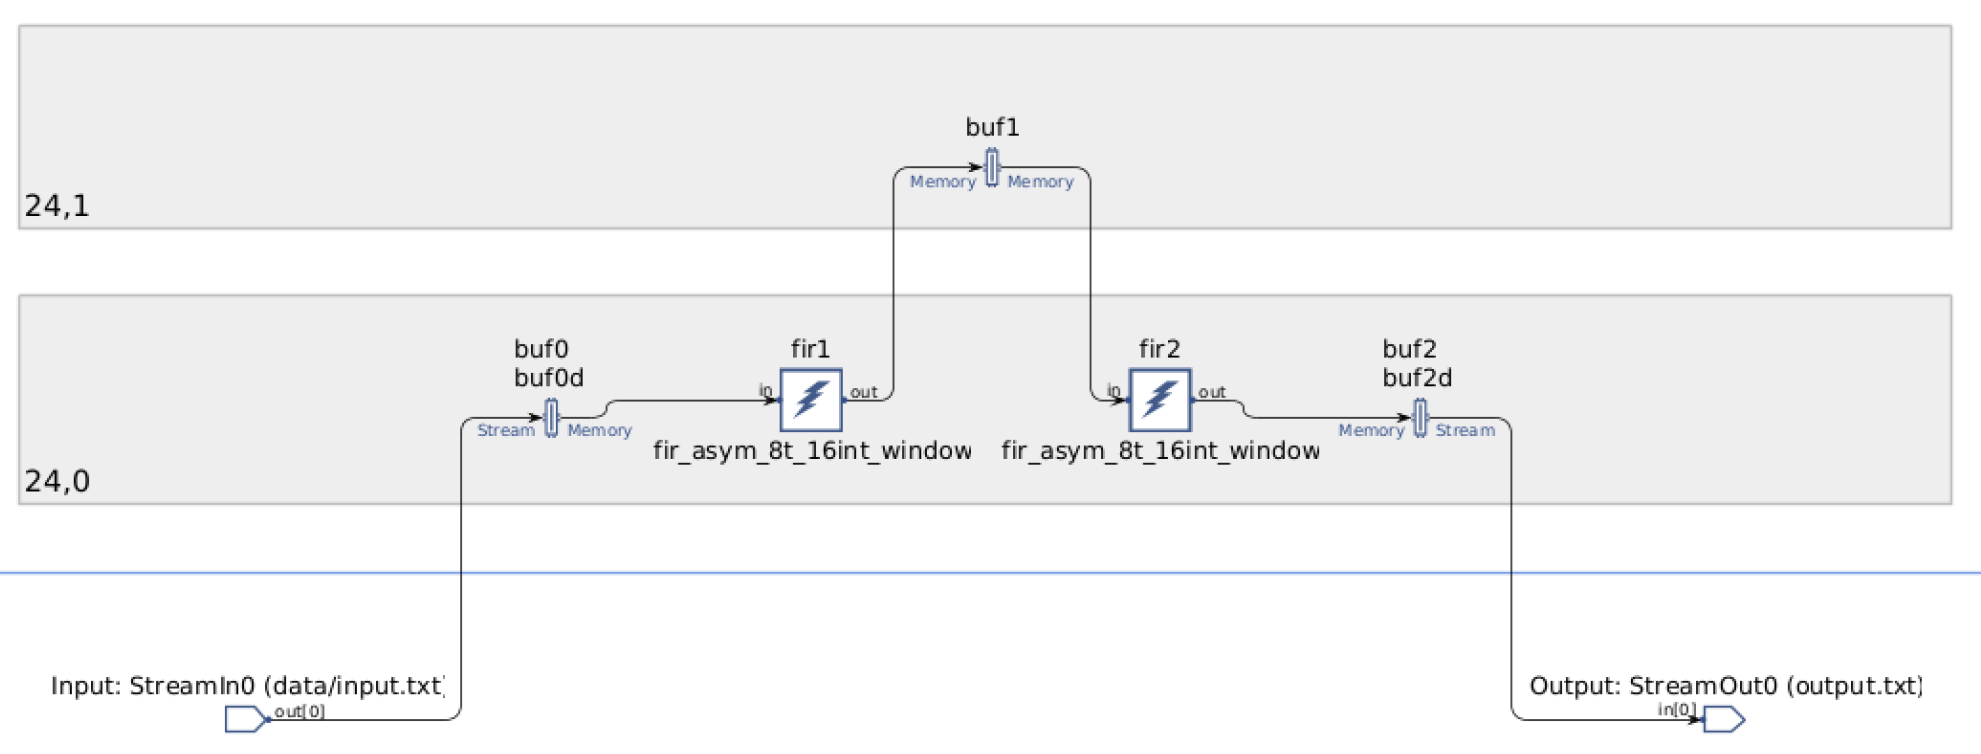 buf1
Memory Memory
24,1
buf0
buf0d
fir1
fir2
buf2
buf2d
in out
in out
Stream Memory
Memory Stream
fir_asym_8t_16int_window
fir_asym_8t_16int_window
24,0
Input: StreamIn0 (data/input.txt)
out[0]
Output: StreamOut0 (output.txt)
in[0]